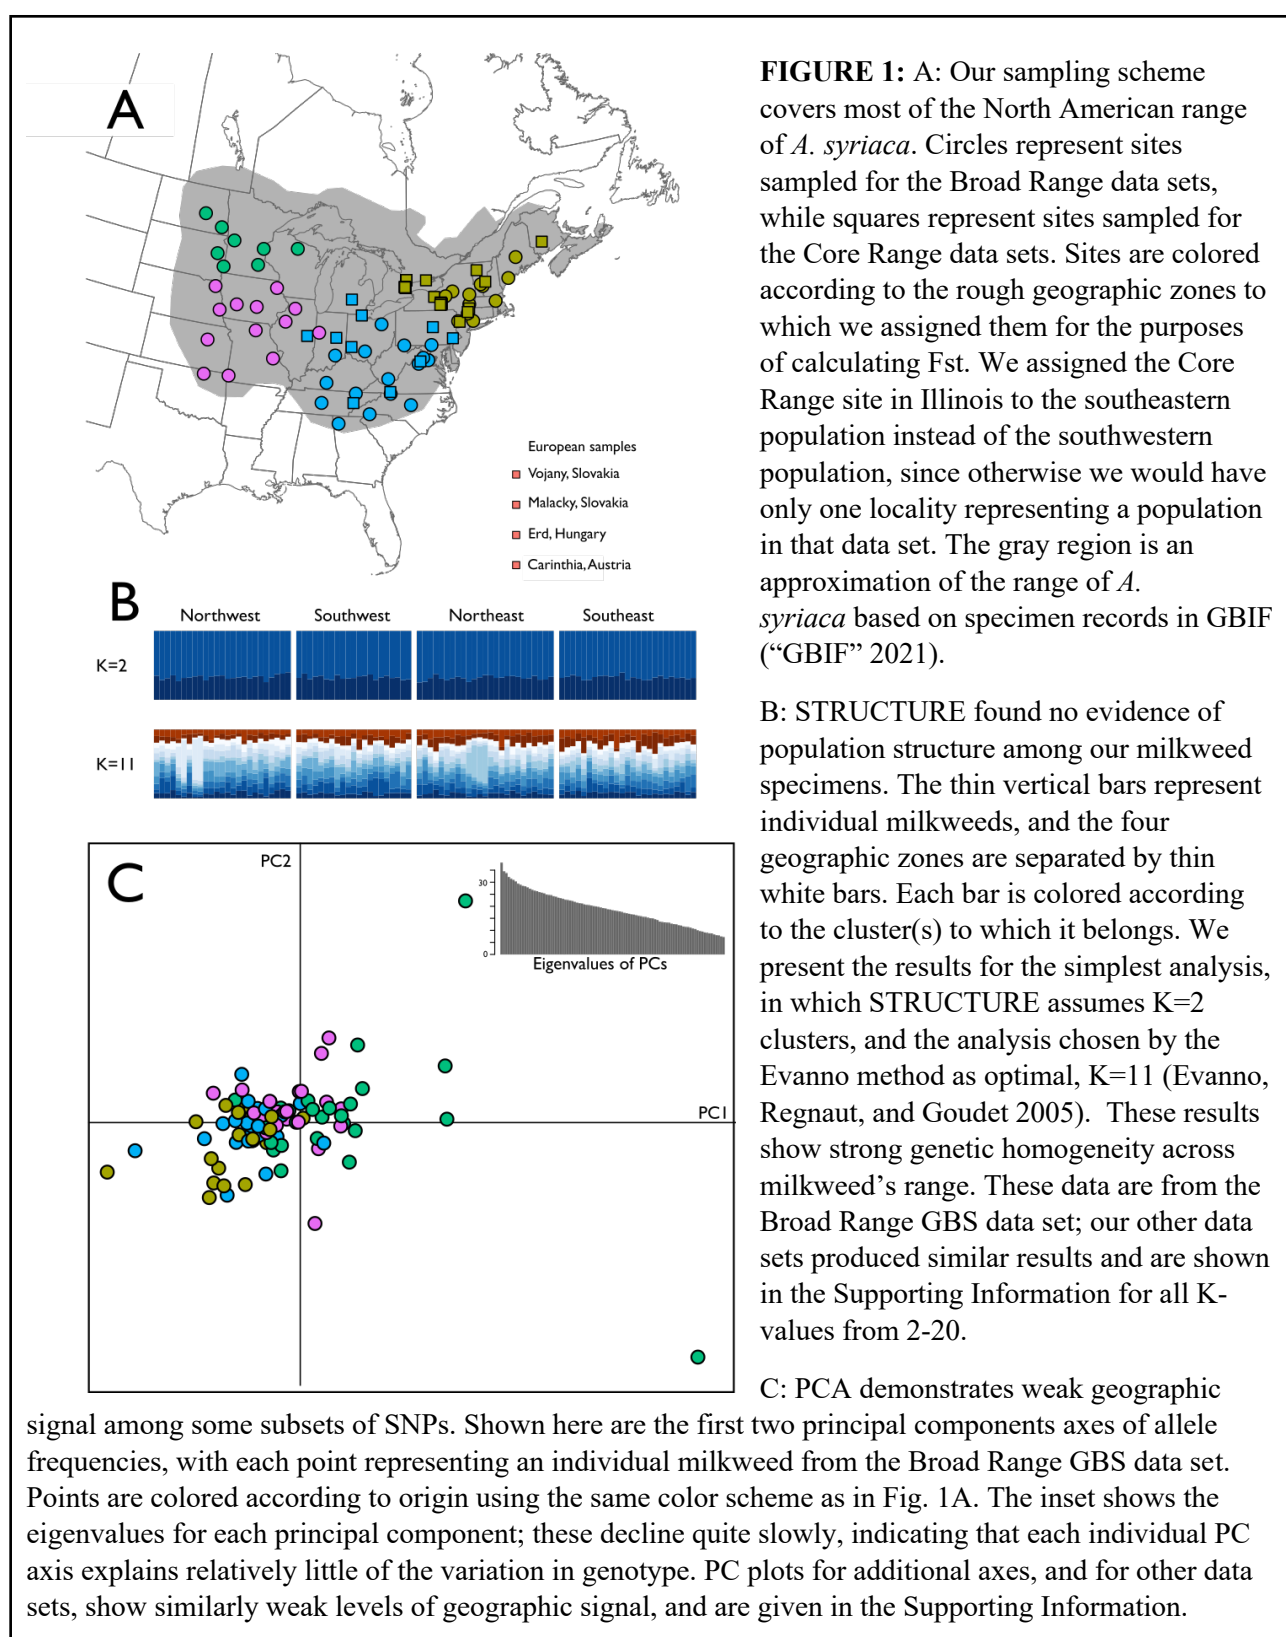 A
FIGURE 1: A: Our sampling scheme
covers most of the North American range
of A. syriaca. Circles represent sites
sampled for the Broad Range data sets,
while squares represent sites sampled for
the Core Range data sets. Sites are colored
according to the rough geographic zones to
which we assigned them for the purposes
of calculating Fst. We assigned the Core
Range site in Illinois to the southeastern
population instead of the southwestern
population, since otherwise we would have
only one locality representing a population
in that data set. The gray region is an
approximation of the range of A.
syriaca based on specimen records in GBIF
(“GBIF” 2021).
European samples
Vojany, Slovakia
Malacky, Slovakia
Erd, Hungary
Carinthia, Austria
B
Northwest Southwest Northeast Southeast
K=2
K=11
B: STRUCTURE found no evidence of
population structure among our milkweed
specimens. The thin vertical bars represent
individual milkweeds, and the four
geographic zones are separated by thin
white bars. Each bar is colored according
to the cluster(s) to which it belongs. We
present the results for the simplest analysis,
in which STRUCTURE assumes K=2
clusters, and the analysis chosen by the
Evanno method as optimal, K=11 (Evanno,
Regnaut, and Goudet 2005).  These results
show strong genetic homogeneity across
milkweed’s range. These data are from the
Broad Range GBS data set; our other data
sets produced similar results and are shown
in the Supporting Information for all K-
values from 2-20.
C
PC2
30
0
Eigenvalues of PCs
PC1
C: PCA demonstrates weak geographic
signal among some subsets of SNPs. Shown here are the first two principal components axes of allele
frequencies, with each point representing an individual milkweed from the Broad Range GBS data set.
Points are colored according to origin using the same color scheme as in Fig. 1A. The inset shows the
eigenvalues for each principal component; these decline quite slowly, indicating that each individual PC
axis explains relatively little of the variation in genotype. PC plots for additional axes, and for other data
sets, show similarly weak levels of geographic signal, and are given in the Supporting Information.